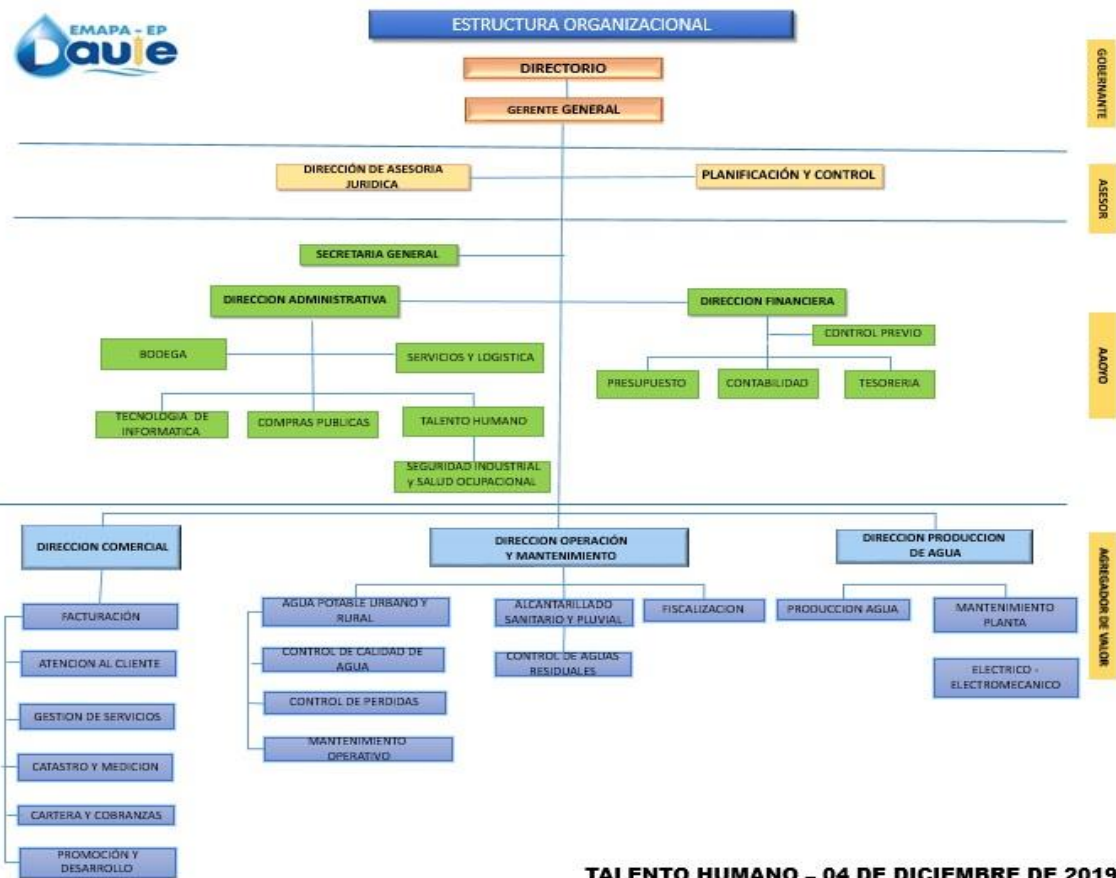 EMAPA - EP
Daule
ESTRUCTURA ORGANIZACIONAL
DIRECTORIO
GERENTE GENERAL
GOBERNANTE
DIRECCIÓN DE ASESORIA
JURIDICA
PLANIFICACIÓN Y CONTROL
ASESOR
SECRETARIA GENERAL
DIRECCION ADMINISTRATIVA
DIRECCION FINANCIERA
CONTROL PREVIO
BODEGA
SERVICIOS Y LOGISTICA
PRESUPUESTO
CONTABILIDAD
TESORERIA
AAOYO
TECNOLOGIA DE
INFORMATICA
COMPRAS PUBLICAS
TALENTO HUMANO
SEGURIDAD INDUSTRIAL
y SALUD OCUPACIONAL
DIRECCION COMERCIAL
DIRECCION OPERACIÓN
Y MANTENIMIENTO
DIRECCION PRODUCCION
DE AGUA
AGREGADOR DE VALOR
FACTURACIÓN
ATENCION AL CLIENTE
GESTION DE SERVICIOS
CATASTRO Y MEDICION
CARTERA Y COBRANZAS
PROMOCIÓN Y
DESARROLLO
AGUA POTABLE URBANO Y
RURAL
CONTROL DE CALIDAD DE
AGUA
CONTROL DE PERDIDAS
MANTENIMIENTO
OPERATIVO
ALCANTARILLADO
SANITARIO Y PLUVIAL
CONTROL DE AGUAS
RESIDUALES
FISCALIZACION
PRODUCCION AGUA
MANTENIMIENTO
PLANTA
ELECTRICO -
ELECTROMECANICO
TALENTO HUMANO – 04 DE DICIEMBRE DE 2019